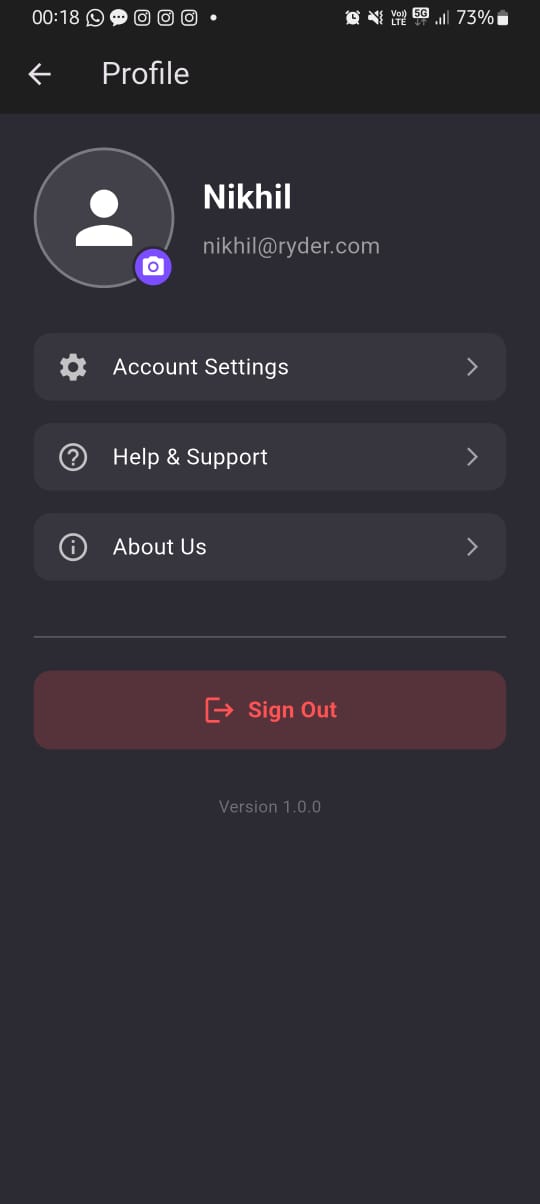 00:18 73%
Vo)) LTE 5G
Profile
Nikhil
nikhil@ryder.com
Account Settings
Help & Support
About Us
Sign Out
Version 1.0.0